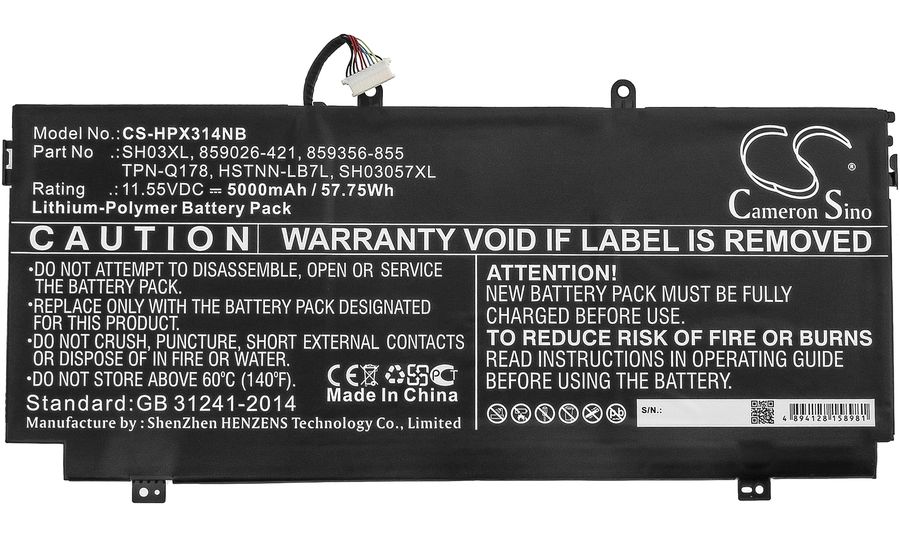 Model No.: CS-HPX314NB
Part No : SH03XL, 859026-421, 859356-855
TPN-Q178, HSTNN-LB7L, SH03057XL
Rating : 11.55VDC ⎓ 5000mAh / 57.75Wh
Lithium-Polymer Battery Pack
Cameron Sino
CAUTION WARRANTY VOID IF LABEL IS REMOVED
•DO NOT ATTEMPT TO DISASSEMBLE, OPEN OR SERVICE
THE BATTERY PACK.
•REPLACE ONLY WITH THE BATTERY PACK DESIGNATED
FOR THIS PRODUCT.
•DO NOT CRUSH, PUNCTURE, SHORT EXTERNAL CONTACTS
OR DISPOSE OF IN FIRE OR WATER.
•DO NOT STORE ABOVE 60°C (140°F).
Made In China
Standard: GB 31241-2014
Manufacture by : ShenZhen HENZENS Technology Co., Limited
ATTENTION!
NEW BATTERY PACK MUST BE FULLY
CHARGED BEFORE USE.
TO REDUCE RISK OF FIRE OR BURNS
READ INSTRUCTIONS IN OPERATING GUIDE
BEFORE USING THE BATTERY.
S/N.:
4 894128 158981